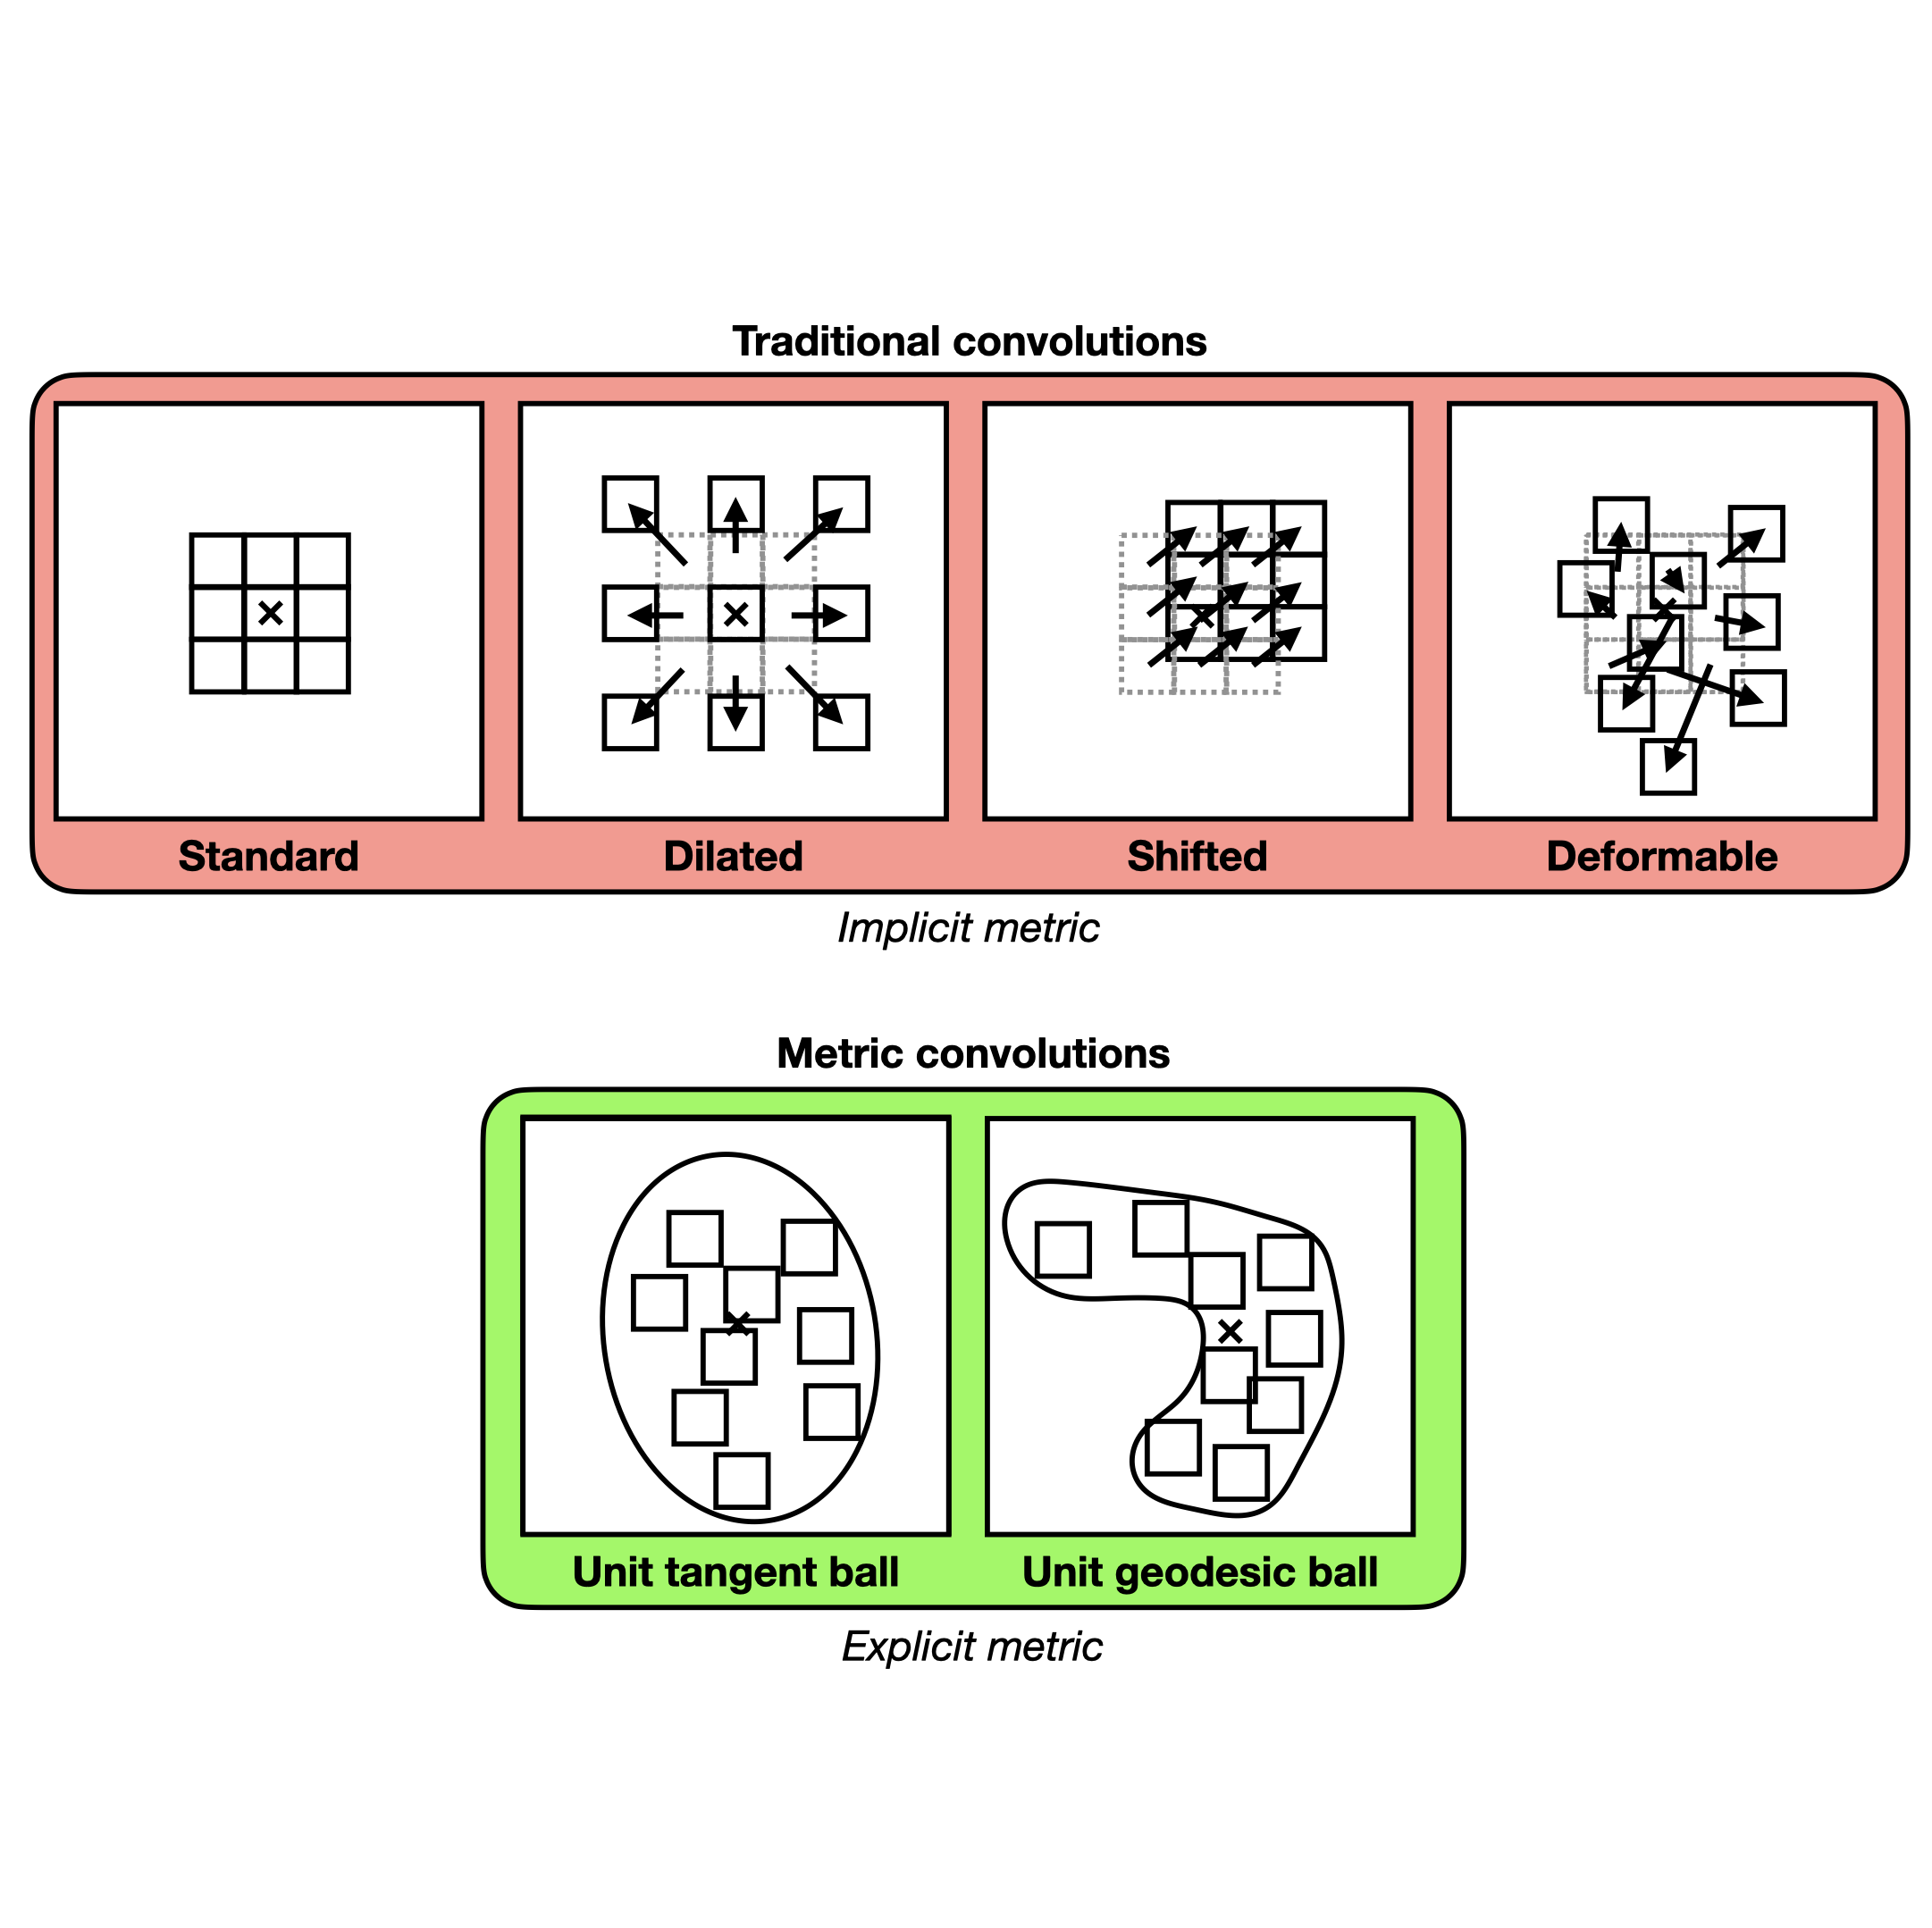 Traditional convolutions
Standard
Dilated
Shifted
Deformable
Implicit metric
Metric convolutions
Unit tangent ball
Unit geodesic ball
Explicit metric